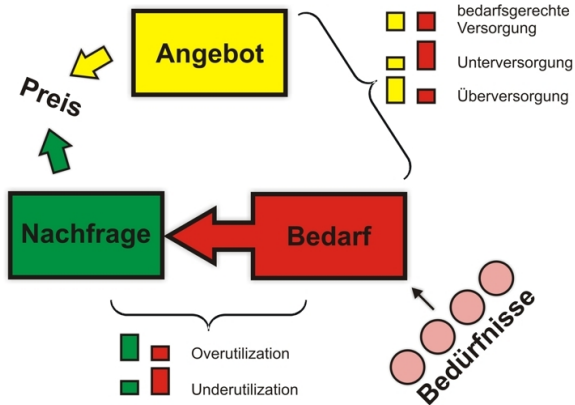 Angebot
bedarfsgerechte
Versorgung
Unterversorgung
Überversorgung
Preis
Nachfrage
Bedarf
Bedürfnisse
Overutilization
Underutilization